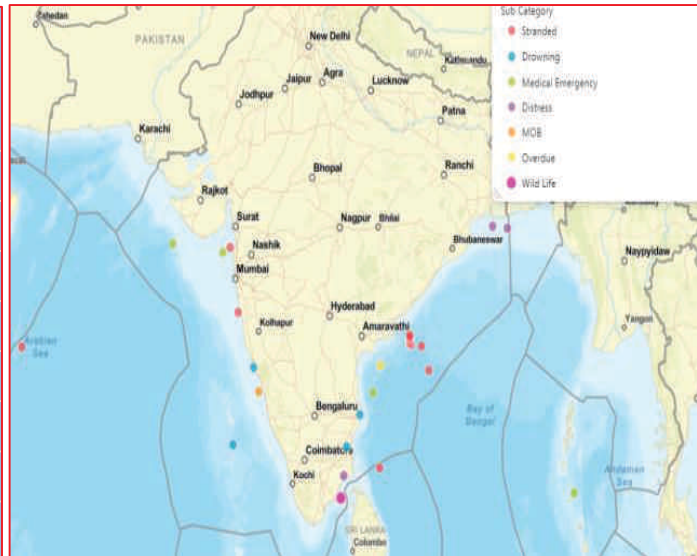 Zahedan
PAKISTAN
New Delhi
NEPAL
Kathmandu
Jaipur
Agra
Lucknow
Jodhpur
Patna
Karachi
Bhopal
Ranchi
Rajkot
Surat
Nagpur
Bhilai
Nashik
Bhubaneswar
Mumbai
Naypyidaw
Hyderabad
Kolhapur
Amaravathi
Yangon
Arabian
Sea
Bengaluru
Bay of
Bengal
Coimbatore
Kochi
Andaman
Sea
SRI LANKA
Colombo
Sub Category
Stranded
Drowning
Medical Emergency
Distress
MOB
Overdue
Wild Life